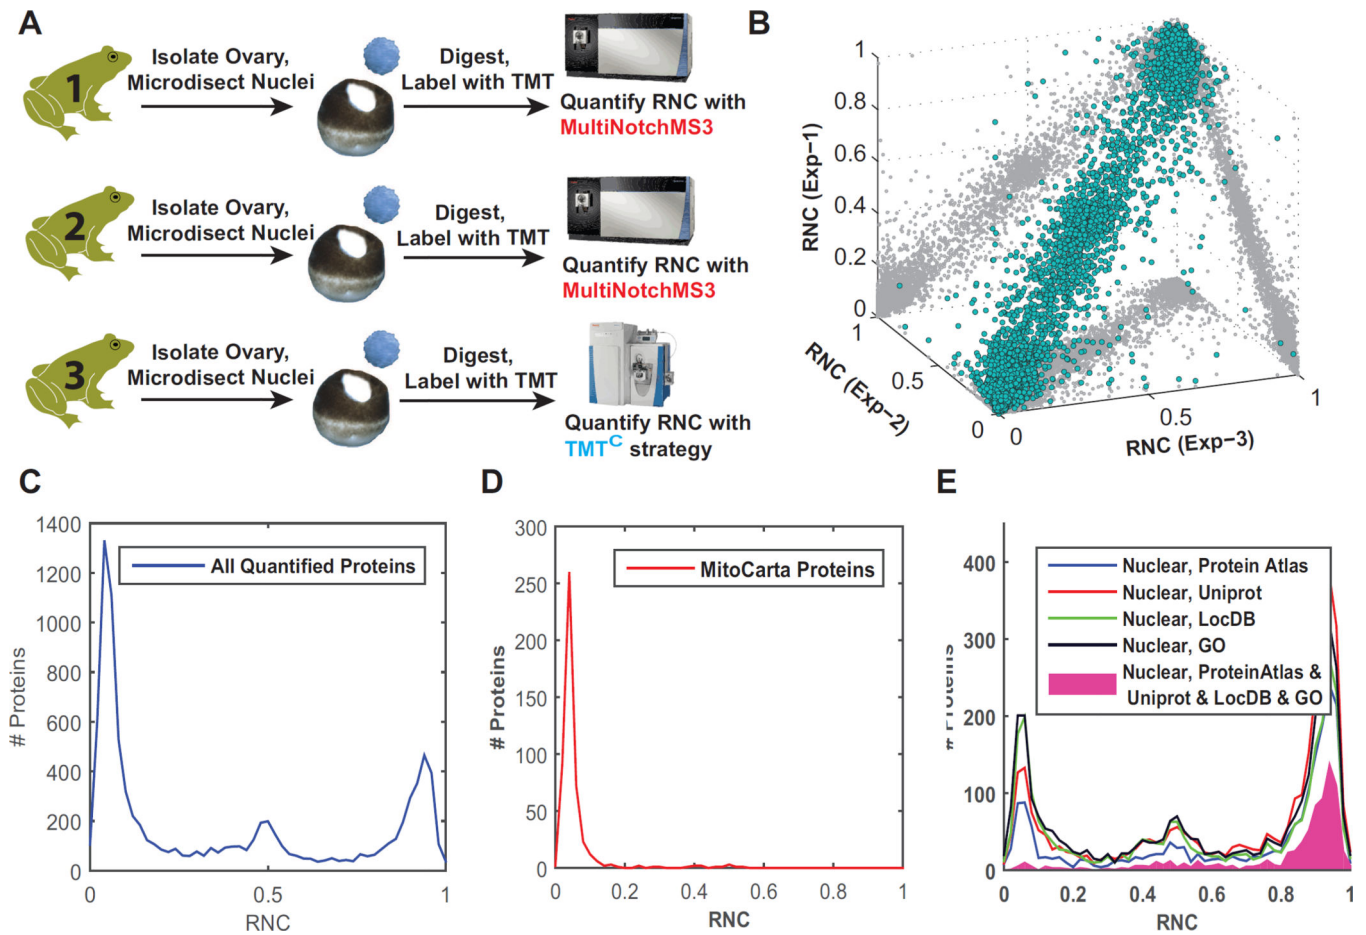 A
1
Isolate Ovary,
Microdisect Nuclei
Digest,
Label with TMT
Quantify RNC with
MultiNotchMS3
2
Isolate Ovary,
Microdisect Nuclei
Digest,
Label with TMT
Quantify RNC with
MultiNotchMS3
3
Isolate Ovary,
Microdisect Nuclei
Digest,
Label with TMT
Quantify RNC with
TMTC strategy
B
RNC (Exp-1)
1
0.8
0.6
0.4
0.2
0
1
0.5
0
RNC (Exp-2)
0
0.5
1
RNC (Exp-3)
C
# Proteins
1400
1200
1000
800
600
400
200
0
All Quantified Proteins
0
0.5
1
RNC
D
# Proteins
300
250
200
150
100
50
0
MitoCarta Proteins
0
0.2
0.4
0.6
0.8
1
RNC
E
# Proteins
400
300
200
100
0
Nuclear, Protein Atlas
Nuclear, Uniprot
Nuclear, LocDB
Nuclear, GO
Nuclear, ProteinAtlas &
Uniprot & LocDB & GO
0
0.2
0.4
0.6
0.8
1
RNC